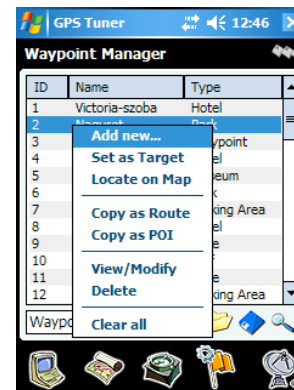 GPS Tuner 12:46
Waypoint Manager
ID Name Type
1 Victoria-szoba Hotel
2 Park
3 ypoint
Add new...
4 el
Set as Target
5 eum
Locate on Map
6 k
7 king Area
Copy as Route
8 el
Copy as POI
9 e
10
View/Modify
11 e
Delete
12 king Area
Clear all
Waypo